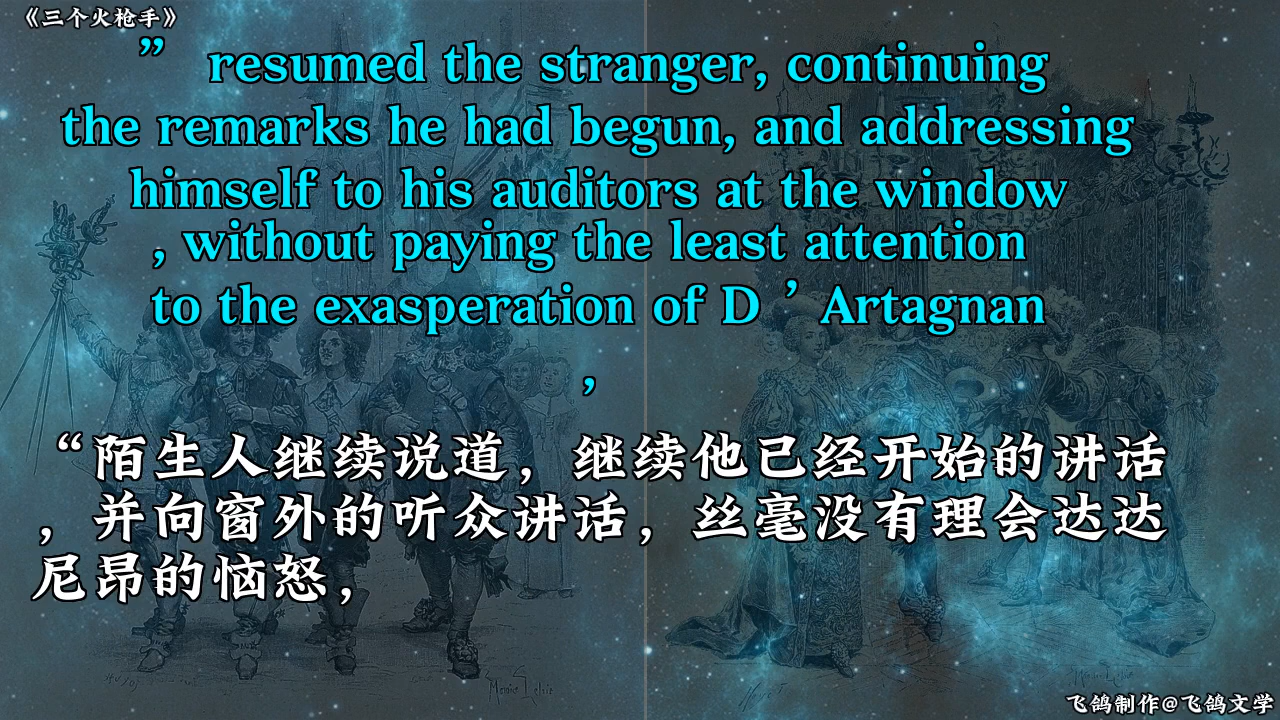 《三个火枪手》
” resumed the stranger, continuing
the remarks he had begun, and addressing
himself to his auditors at the window
, without paying the least attention
to the exasperation of D ’ Artagnan
,
“陌生人继续说道，继续他已经开始的讲话
，并向窗外的听众讲话，丝毫没有理会达达
尼昂的恼怒，
飞鸽制作@飞鸽文学